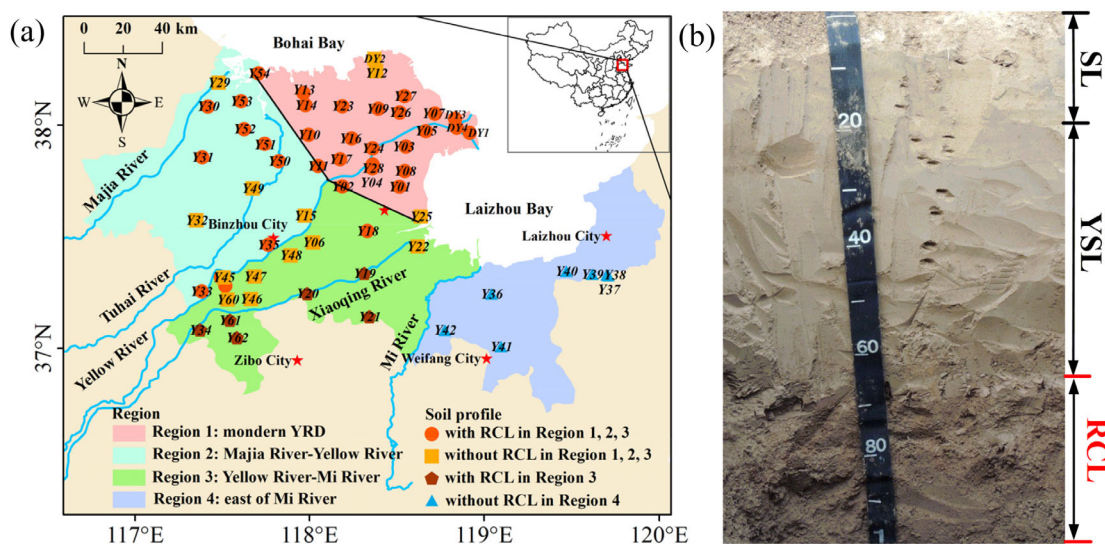 (a)
0 20 40 km
N
W E
S
Bohai Bay
Laizhou Bay
38°N
37°N
117°E
118°E
119°E
120°E
Majia River
Tuhai River
Yellow River
Xiaoqing River
Mi River
Binzhou City
Zibo City
Weifang City
Laizhou City
DY2
Y12
Y54
Y29
Y13
Y14
Y30
Y53
Y23
Y09
Y27
Y26
Y07
DY3
DY4
DY1
Y05
Y52
Y51
Y10
Y16
Y24
Y03
Y31
Y50
Y11
Y17
Y28
Y08
Y04
Y02
Y01
Y49
Y32
Y15
Y25
Y18
Y35
Y06
Y22
Y48
Y45
Y47
Y19
Y33
Y60
Y46
Y20
Y34
Y61
Y62
Y21
Y40
Y39
Y38
Y37
Y36
Y42
Y41
Region
Region 1: mondern YRD
Region 2: Majia River-Yellow River
Region 3: Yellow River-Mi River
Region 4: east of Mi River
Soil profile
with RCL in Region 1, 2, 3
without RCL in Region 1, 2, 3
with RCL in Region 3
without RCL in Region 4
(b)
20
40
60
80
1
SL
YSL
RCL